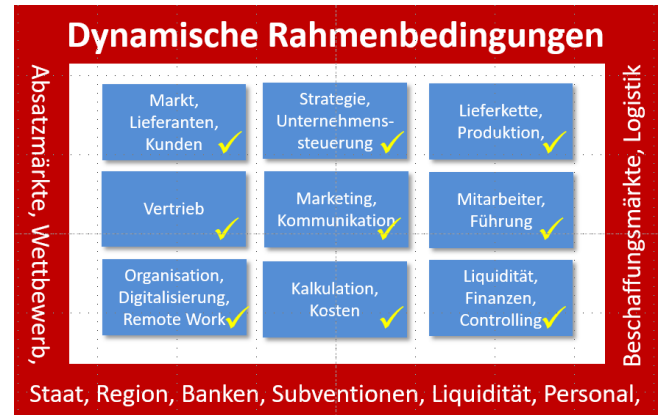 Dynamische Rahmenbedingungen
Absatzmärkte, Wettbewerb,
Markt,
Lieferanten,
Kunden
Strategie,
Unternehmens-
steuerung
Lieferkette,
Produktion,
Vertrieb
Marketing,
Kommunikation
Mitarbeiter,
Führung
Organisation,
Digitalisierung,
Remote Work
Kalkulation,
Kosten
Liquidität,
Finanzen,
Controlling
Beschaffungsmärkte, Logistik
Staat, Region, Banken, Subventionen, Liquidität, Personal,